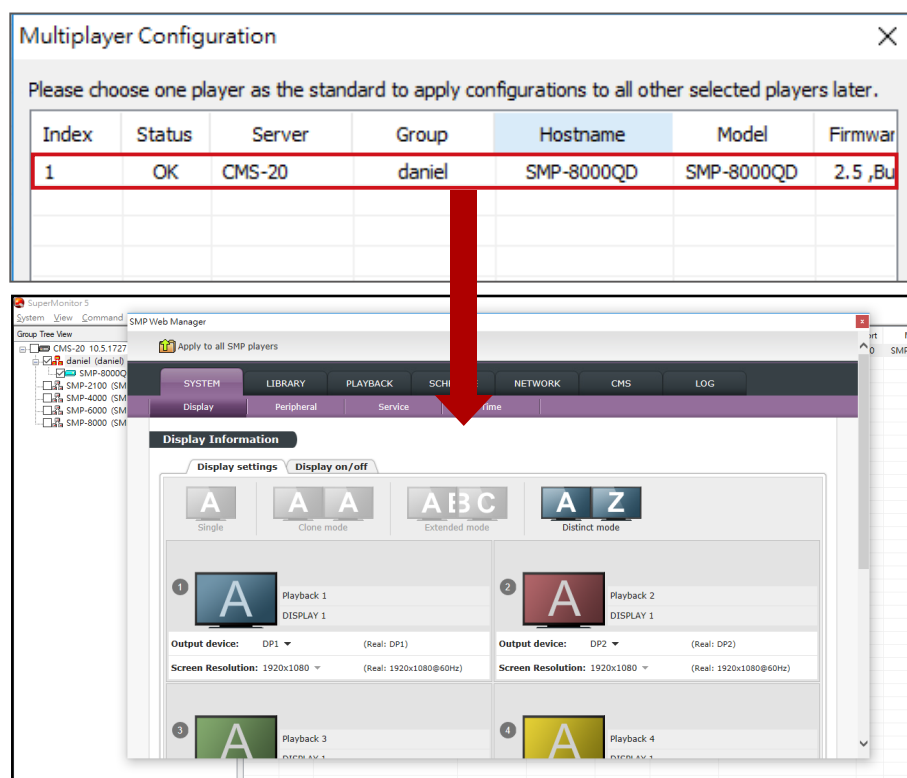 Multiplayer Configuration
Please choose one player as the standard to apply configurations to all other selected players later.
Index Status Server Group Hostname Model Firmwar
1 OK CMS-20 daniel SMP-8000QD SMP-8000QD 2.5 ,Bu
SuperMonitor 5
System View Command
Group Tree View
CMS-20 10.5.1727
daniel (daniel)
SMP-8000Q
SMP-2100 (SM
SMP-4000 (SM
SMP-6000 (SM
SMP-8000 (SM
SMP Web Manager
Apply to all SMP players
SYSTEM LIBRARY PLAYBACK NETWORK CMS LOG
Display Peripheral Service
Display Information
Display settings Display on/off
A A A A B C A Z
Single Clone mode Extended mode Distinct mode
1 A Playback 1
DISPLAY 1
Output device: DP1 (Real: DP1)
Screen Resolution: 1920x1080 (Real: 1920x1080@60Hz)
2 A Playback 2
DISPLAY 1
Output device: DP2 (Real: DP2)
Screen Resolution: 1920x1080 (Real: 1920x1080@60Hz)
3 A Playback 3
DISPLAY 1
4 A Playback 4
DISPLAY 1